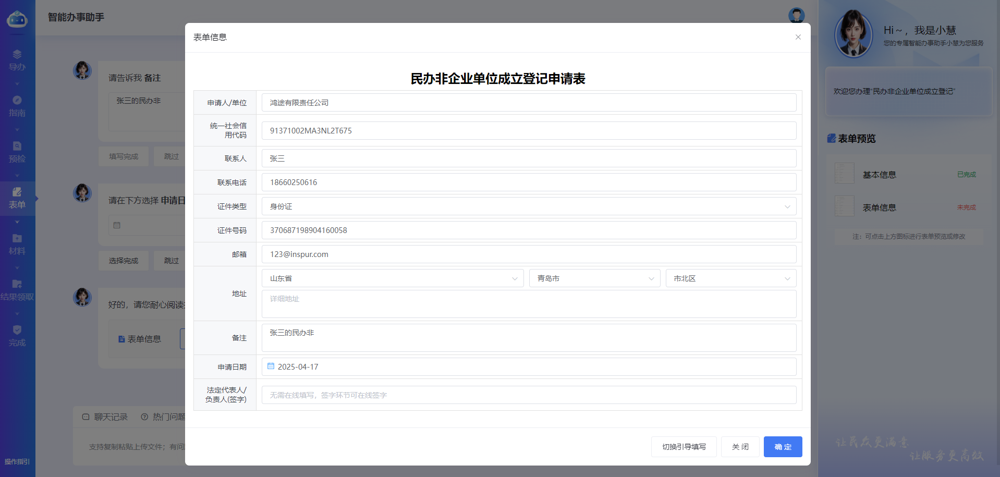 智能办事助手
导办
指南
预检
表单
材料
结果领取
完成
操作指引
请告诉我 备注
张三的民办非
填写完成
跳过
请在下方选择 申请日
选择完成
跳过
好的，请您耐心阅读
表单信息
聊天记录
热门问题
支持复制粘贴上传文件；有问
表单信息
民办非企业单位成立登记申请表
申请人/单位
鸿途有限责任公司
统一社会信
用代码
91371002MA3NL2T675
联系人
张三
联系电话
18660250616
证件类型
身份证
证件号码
370687198904160058
邮箱
123@inspur.com
地址
山东省
青岛市
市北区
详细地址
备注
张三的民办非
申请日期
2025-04-17
法定代表人/
负责人(签字)
无需在线填写，签字环节可在线签字
切换引导填写
关 闭
确 定
Hi～，我是小慧
您的专属智能办事助手小慧为您服务
欢迎您办理“民办非企业单位成立登记”
表单预览
基本信息
已完成
表单信息
未完成
注：可点击上方图标进行表单预览或修改
让民众更满意
让服务更高效